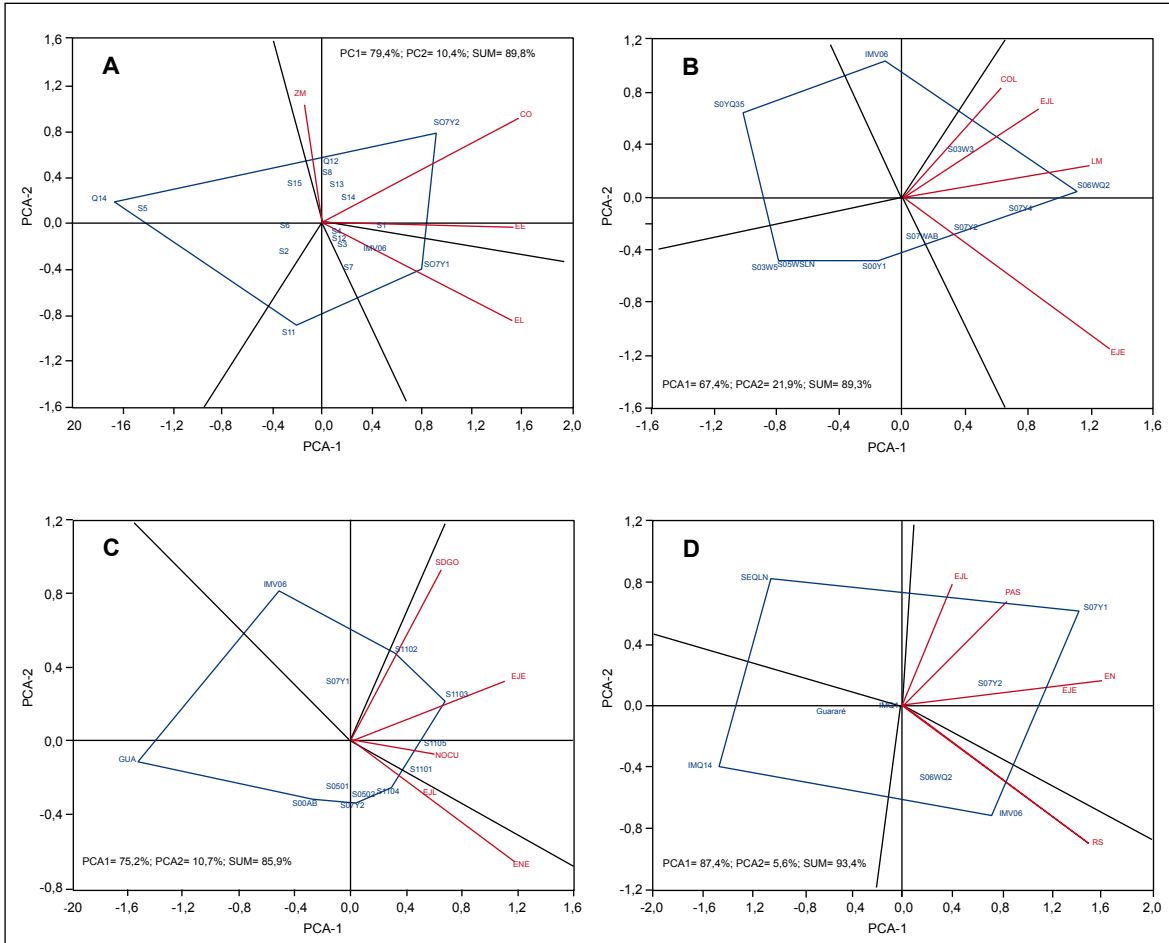 A
PC1= 79,4%; PC2= 10,4%; SUM= 89,8%
1,6
1,2
0,8
0,4
0,0
-0,4
-0,8
-1,2
-1,6
PCA-2
ZM
CO
SO7Y2
Q12
S8
S15
S13
S14
Q14
S5
S6
S4
S1
EE
S12
S2
S3
IMV06
S7
SO7Y1
EL
S11
20
-1,6
-1,2
-0,8
-0,4
0,0
0,4
0,8
1,2
1,6
2,0
PCA-1
B
1,2
0,8
0,4
0,0
-0,4
-0,8
-1,2
-1,6
PCA-2
IMV06
COL
EJL
S0YQ35
S03W3
LM
S06WQ2
S07Y4
S07Y2
S07WAB
S03W5
S05WSLN
S00Y1
EJE
PCA1= 67,4%; PCA2= 21,9%; SUM= 89,3%
-1,6
-1,2
-0,8
-0,4
0,0
0,4
0,8
1,2
1,6
PCA-1
C
1,2
0,8
0,4
0,0
-0,4
-0,8
PCA-2
SDGO
IMV06
S1102
EJE
S07Y1
S1103
S1105
NOCU
GUA
S1101
S0501
EJL
S0502
S1104
S00AB
S07Y2
ENE
PCA1= 75,2%; PCA2= 10,7%; SUM= 85,9%
-20
-1,6
-1,2
-0,8
-0,4
0,0
0,4
0,8
1,2
1,6
PCA-1
D
1,2
0,8
0,4
0,0
-0,4
-0,8
-1,2
PCA-2
SEQLN
EJL
PAS
S07Y1
S07Y2
EJE
EN
Guararé
IMQ14
S06WQ2
IMV06
RS
PCA1= 87,4%; PCA2= 5,6%; SUM= 93,4%
-2,0
-1,6
-1,2
-0,8
-0,4
0,0
0,4
0,8
1,2
1,6
2,0
PCA-1